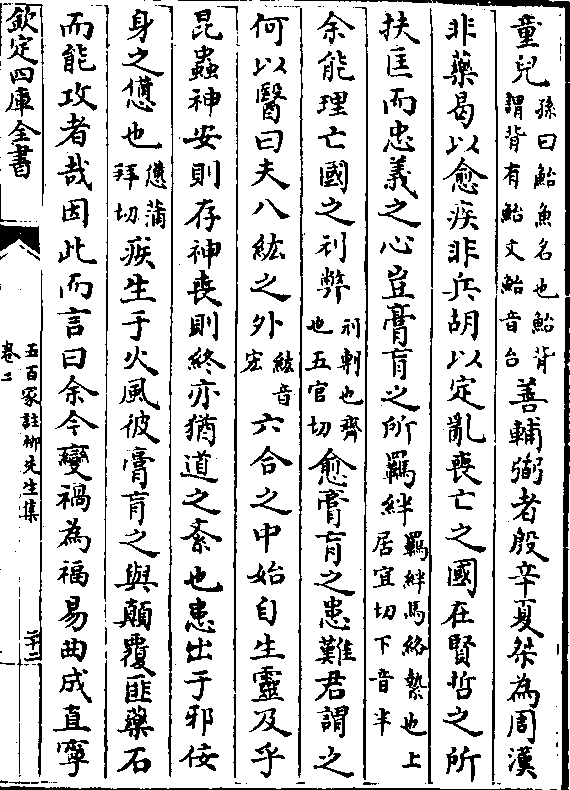 童兒孫曰鮐魚名也鮐背
謂背有鮐文鮐音台
善輔弼者殷辛夏桀為周漢
非藥曷以愈疾非兵胡以定亂喪亡之國在賢哲之所
扶匡而忠義之心豈膏肓之所羈絆羈絆馬絡縶也上
居宜切下音半
余能理亡國之刓弊刓也齊
也五官切
愈膏肓之患難君謂之
何以醫曰夫八紘之外紘音
宏
六合之中始自生靈及乎
昆蟲神安則存神喪則終亦猶道之紊也患出于邪佞
身之憊也憊蒲
拜切
疾生于火風彼膏肓之與顛覆匪藥石
而能攻者哉因此而言曰余今變禍為福易曲成直寧
欽定四庫全書
五百家註柳先生集
卷二